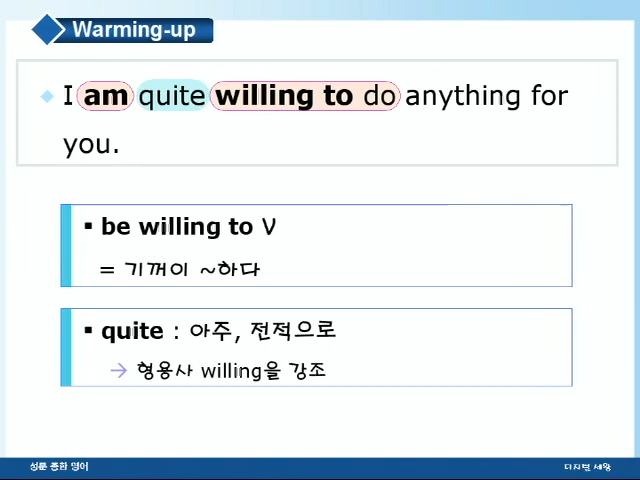 Warming-up
I am quite willing to do anything for
you.
▪ be willing to V
= 기꺼이 ~하다
▪ quite : 아주, 전적으로
→ 형용사 willing을 강조
성문 종합 영어
디지털 세왕